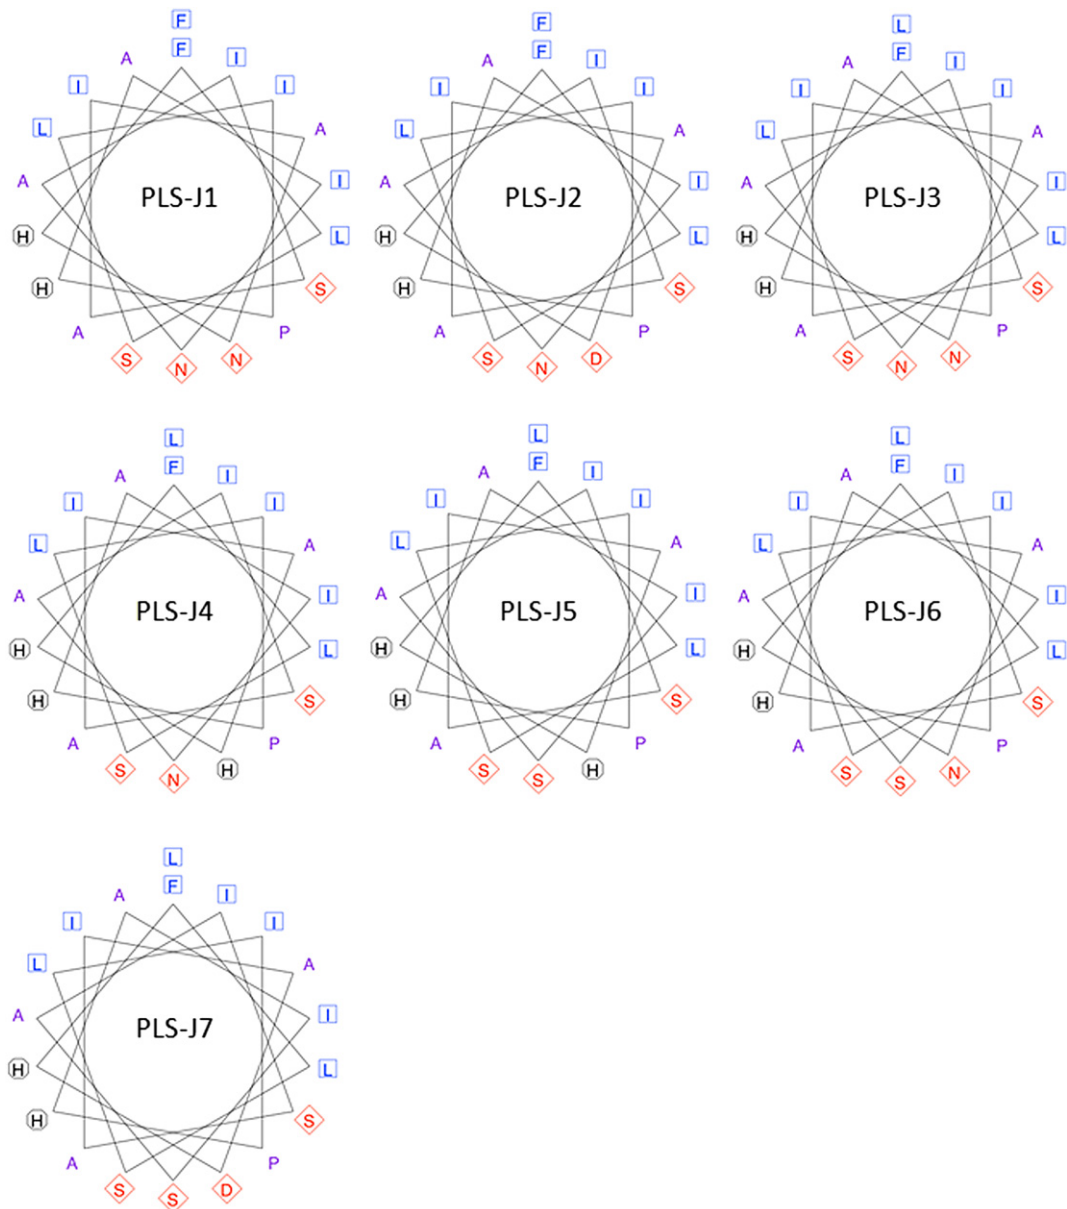 F F L
F I F I F I
A A A
I I I I I I
L A L A L A
A I A I A I
PLS-J1 PLS-J2 PLS-J3
H L H L H L
H S H S H S
A P A P A P
S N N S N D S N N
L L L
F I F I F I
A A A
I I I I I I
L A L A L A
A I A I A I
PLS-J4 PLS-J5 PLS-J6
H L H L H L
H S H S H S
A P A P A P
S N H S S H S S N
L
F I
A
I I
L A
A I
PLS-J7
H L
H S
A P
S S D